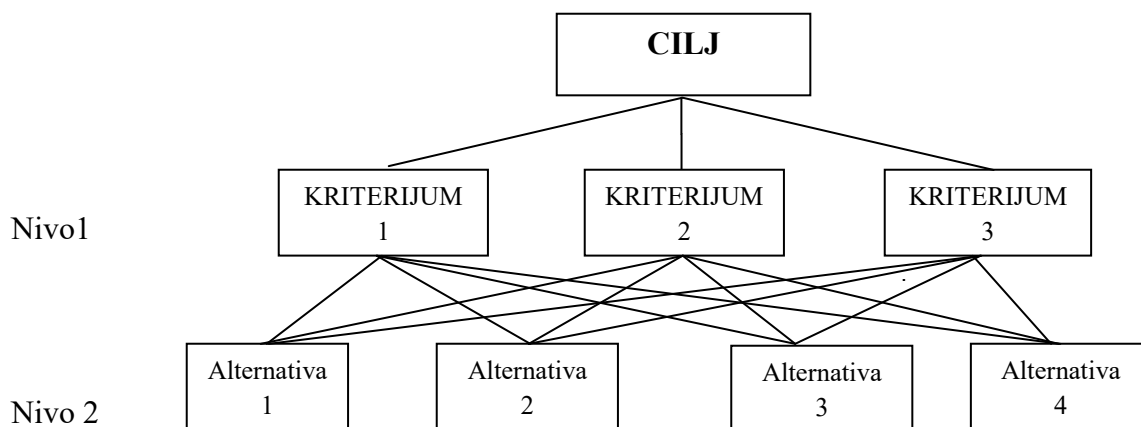 CILJ
Nivo1
KRITERIJUM
1
KRITERIJUM
2
KRITERIJUM
3
Nivo 2
Alternativa
1
Alternativa
2
Alternativa
3
Alternativa
4